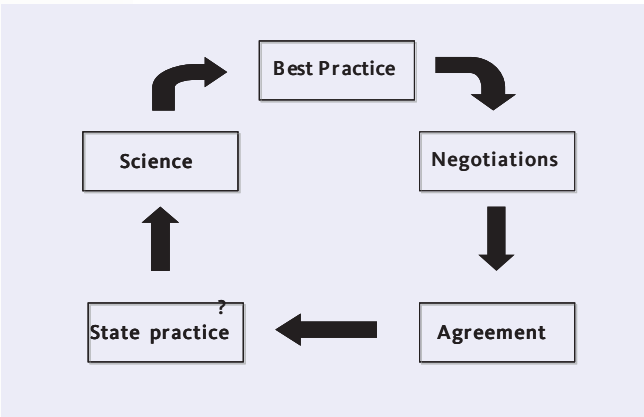 Best Practice
Science
Negotiations
?
State practice
Agreement